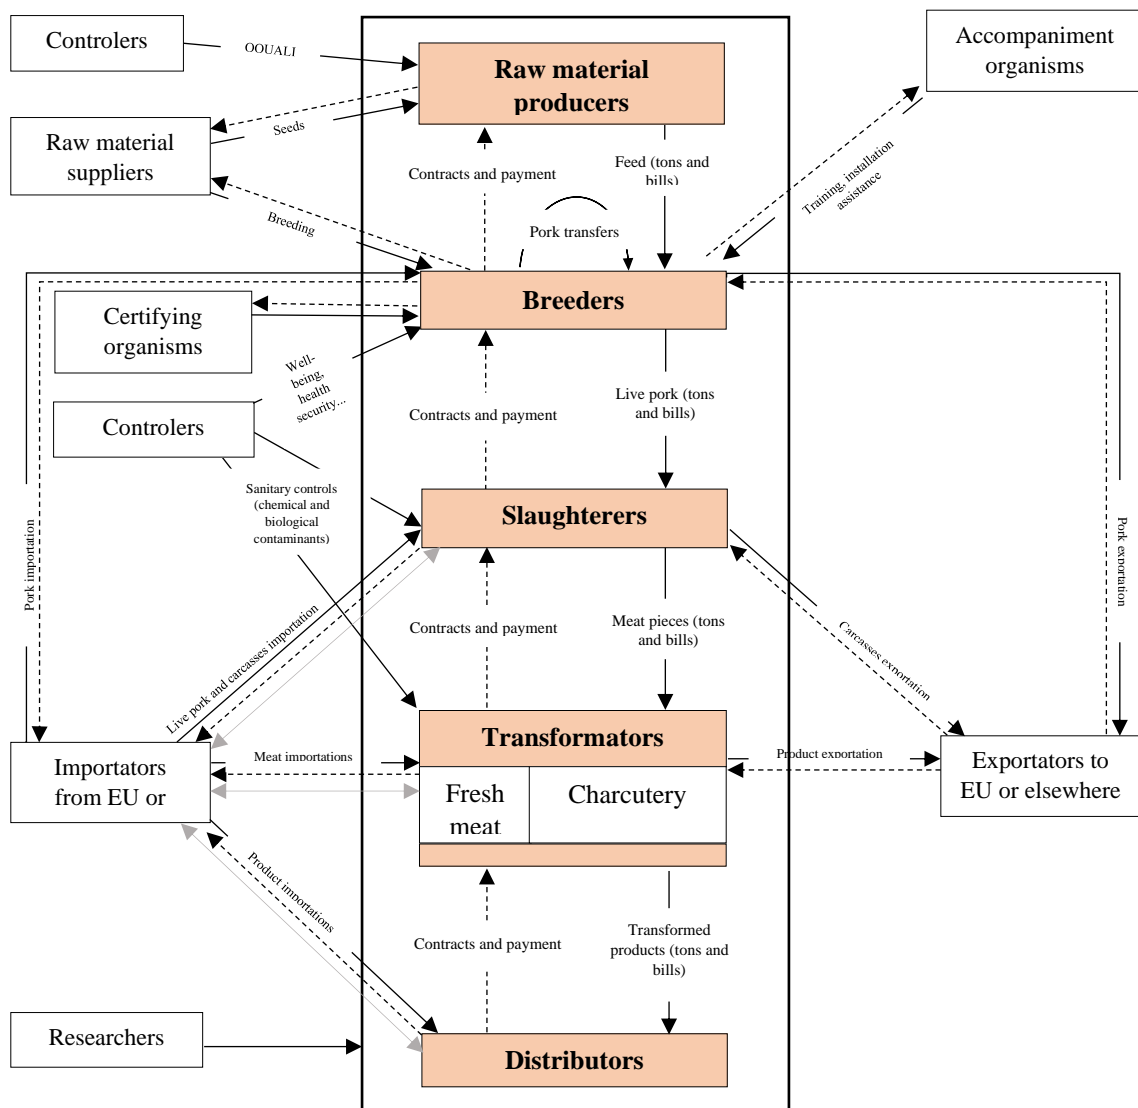 Controlers
OOUALI
Raw material
producers
Accompaniment
organisms
Raw material
suppliers
Seeds
Contracts and payment
Feed (tons and
bills)
Training, installation
assistance
Breeding
Pork transfers
Breeders
Certifying
organisms
Well-
being,
health
security...
Controlers
Contracts and payment
Live pork (tons
and bills)
Sanitary controls
(chemical and
biological
contaminants)
Slaughterers
Pork importation
Pork exportation
Live pork and carcasses importation
Contracts and payment
Meat pieces (tons
and bills)
Carcasses exportation
Transformators
Importators
from EU or
Meat importations
Product exportation
Exportators to
EU or elsewhere
Fresh
meat
Charcutery
Product importations
Contracts and payment
Transformed
products (tons and
bills)
Researchers
Distributors